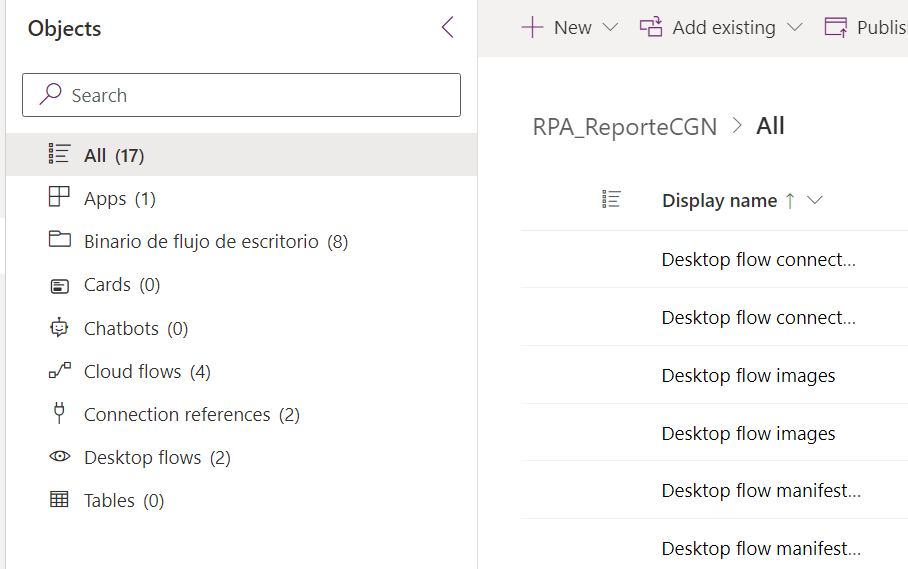 Objects
Search
All (17)
Apps (1)
Binario de flujo de escritorio (8)
Cards (0)
Chatbots (0)
Cloud flows (4)
Connection references (2)
Desktop flows (2)
Tables (0)
New Add existing Publis
RPA_ReporteCGN > All
Display name ↑
Desktop flow connect...
Desktop flow connect...
Desktop flow images
Desktop flow images
Desktop flow manifest...
Desktop flow manifest...